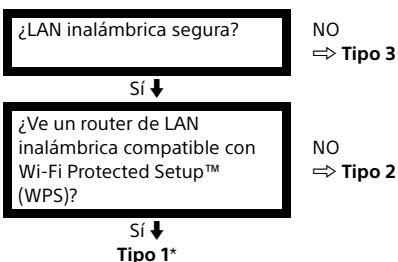 ¿LAN inalámbrica segura?
NO
⇨ Tipo 3
Sí ⬇
¿Ve un router de LAN
inalámbrica compatible con
Wi-Fi Protected Setup™
(WPS)?
NO
⇨ Tipo 2
Sí ⬇
Tipo 1*